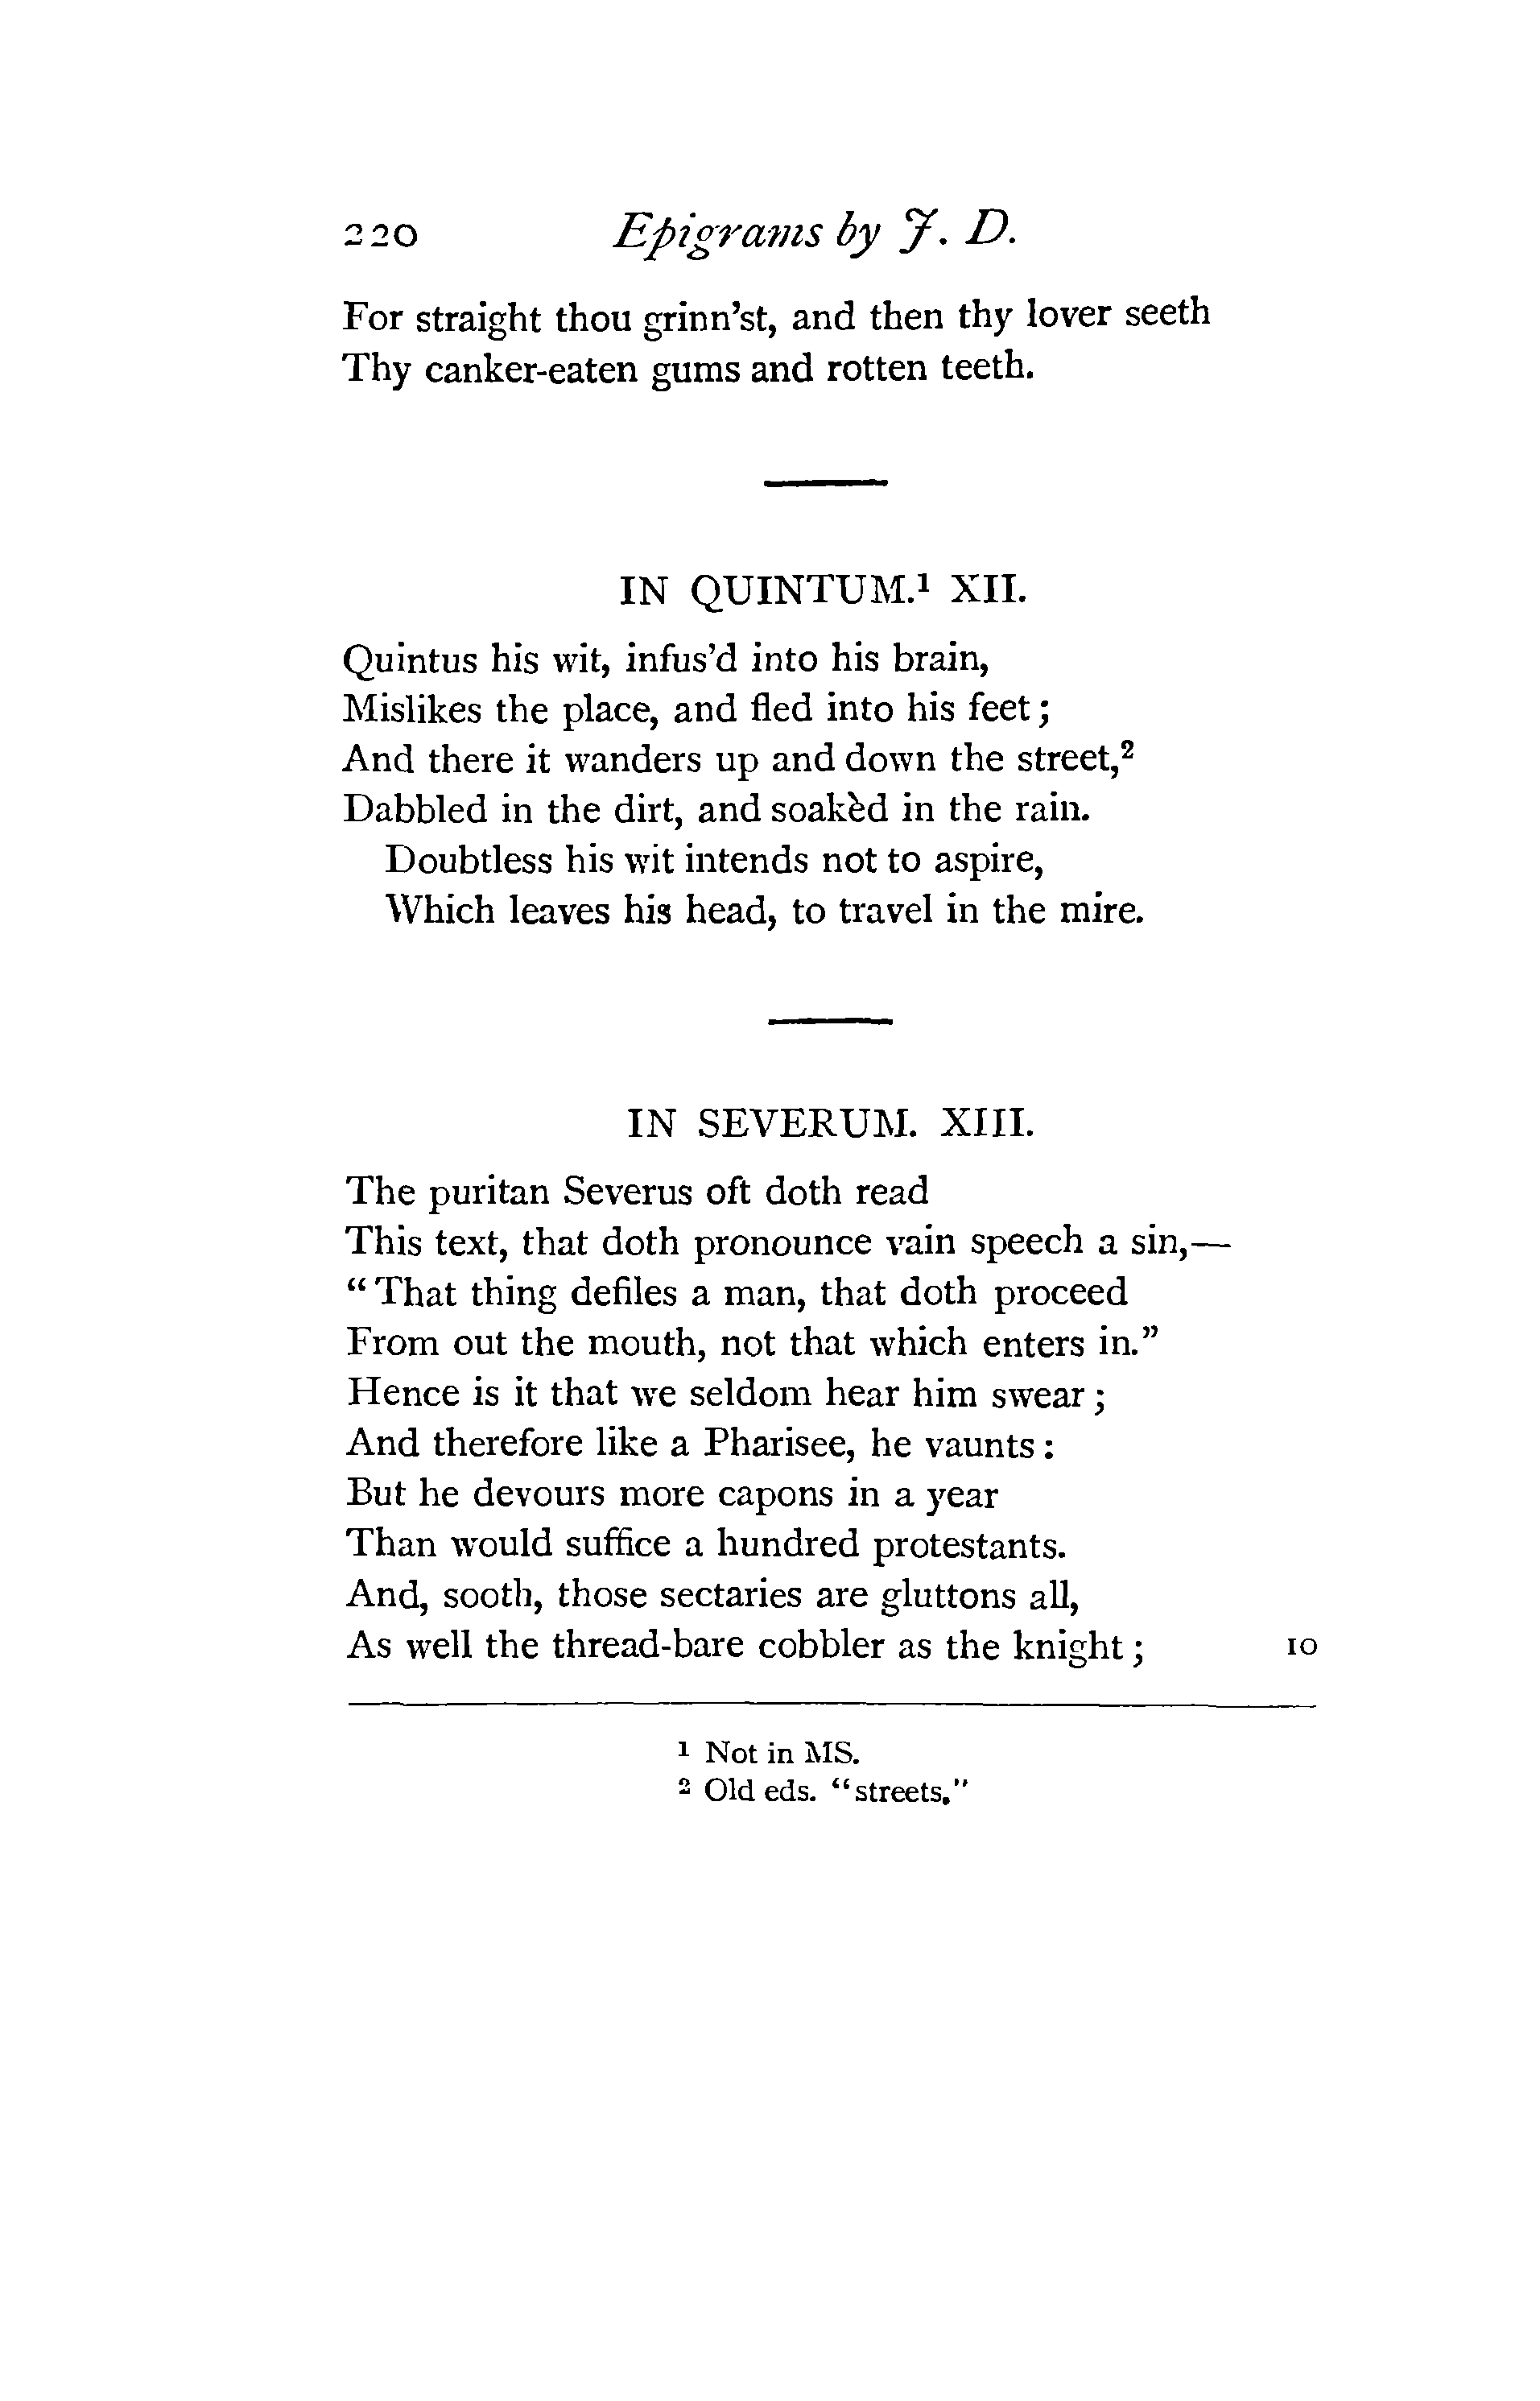 220 Epigrams by J. D.
For straight thou grinn'st, and then thy lover seeth
Thy canker-eaten gums and rotten teeth.
IN QUINTUM.¹ XII.
Quintus his wit, infus'd into his brain,
Mislikes the place, and fled into his feet;
And there it wanders up and down the street,²
Dabbled in the dirt, and soakèd in the rain.
Doubtless his wit intends not to aspire,
Which leaves his head, to travel in the mire.
IN SEVERUM. XIII.
The puritan Severus oft doth read
This text, that doth pronounce vain speech a sin,—
“That thing defiles a man, that doth proceed
From out the mouth, not that which enters in.”
Hence is it that we seldom hear him swear;
And therefore like a Pharisee, he vaunts:
But he devours more capons in a year
Than would suffice a hundred protestants.
And, sooth, those sectaries are gluttons all,
As well the thread-bare cobbler as the knight; 10
¹ Not in MS.
² Old eds. “streets.”